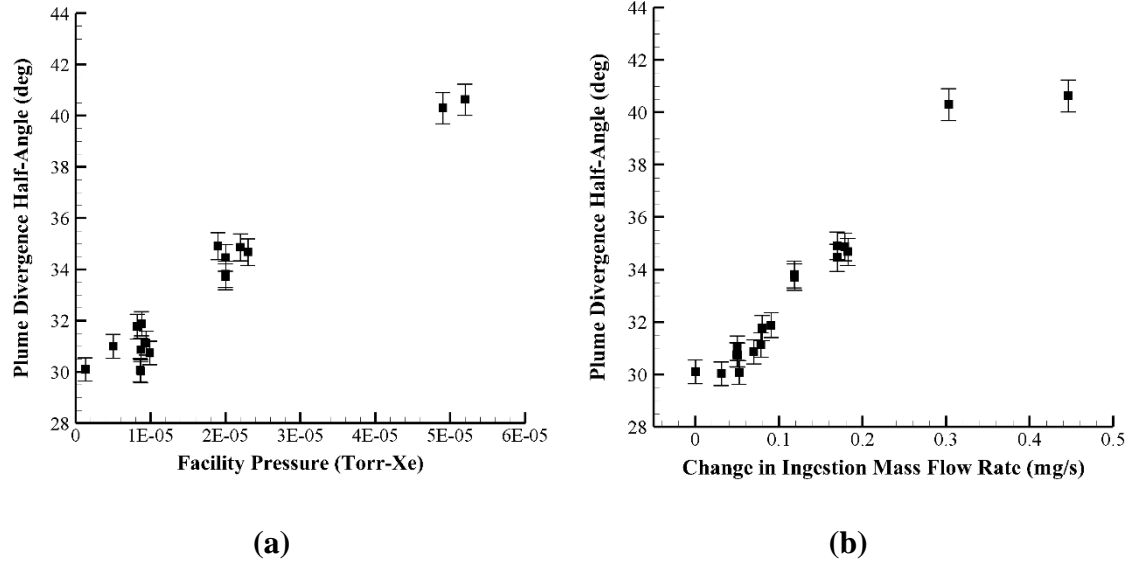 Plume Divergence Half-Angle (deg)
44
42
40
38
36
34
32
30
28
0
1E-05
2E-05
3E-05
4E-05
5E-05
6E-05
Facility Pressure (Torr-Xe)
(a)
Plume Divergence Half-Angle (deg)
44
42
40
38
36
34
32
30
28
0
0.1
0.2
0.3
0.4
0.5
Change in Ingestion Mass Flow Rate (mg/s)
(b)